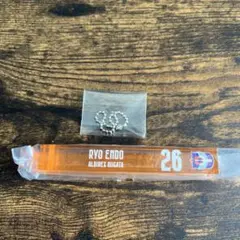 RYO ENDO
ALBIREX NIIGATA
26